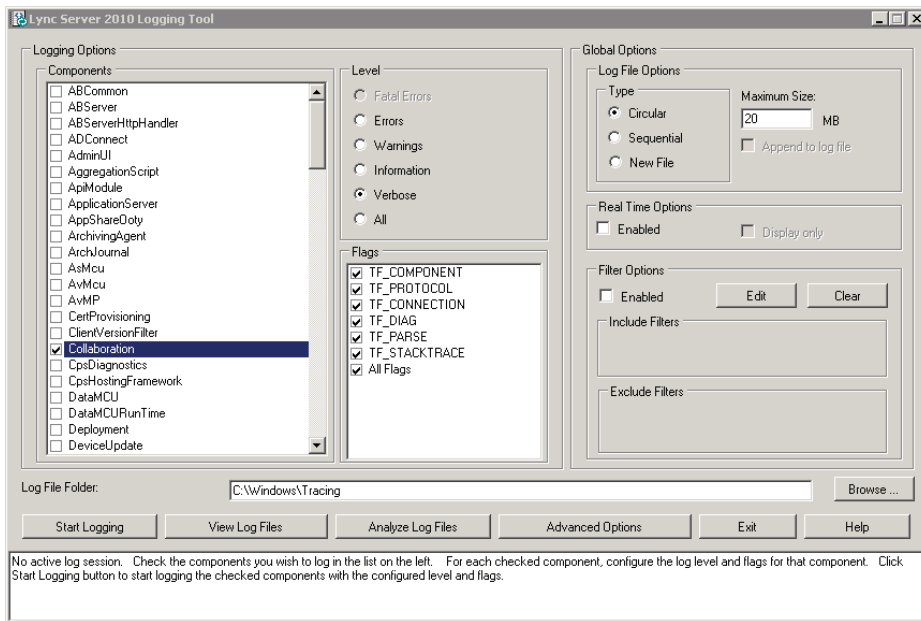 Lync Server 2010 Logging Tool
Logging Options
Components
ABCommon
ABServer
ABServerHttpHandler
ADConnect
AdminUI
AggregationScript
ApiModule
ApplicationServer
AppShareOoty
ArchivingAgent
ArchJournal
AsMcu
AvMcu
AvMP
CertProvisioning
ClientVersionFilter
Collaboration
CpsDiagnostics
CpsHostingFramework
DataMCU
DataMCURunTime
Deployment
DeviceUpdate
Level
Fatal Errors
Errors
Warnings
Information
Verbose
All
Flags
TF_COMPONENT
TF_PROTOCOL
TF_CONNECTION
TF_DIAG
TF_PARSE
TF_STACKTRACE
All Flags
Global Options
Log File Options
Type
Circular
Sequential
New File
Maximum Size:
20 MB
Append to log file
Real Time Options
Enabled
Display only
Filter Options
Enabled
Edit
Clear
Include Filters
Exclude Filters
Log File Folder:
C:\Windows\Tracing
Browse ...
Start Logging
View Log Files
Analyze Log Files
Advanced Options
Exit
Help
No active log session. Check the components you wish to log in the list on the left. For each checked component, configure the log level and flags for that component. Click
Start Logging button to start logging the checked components with the configured level and flags.